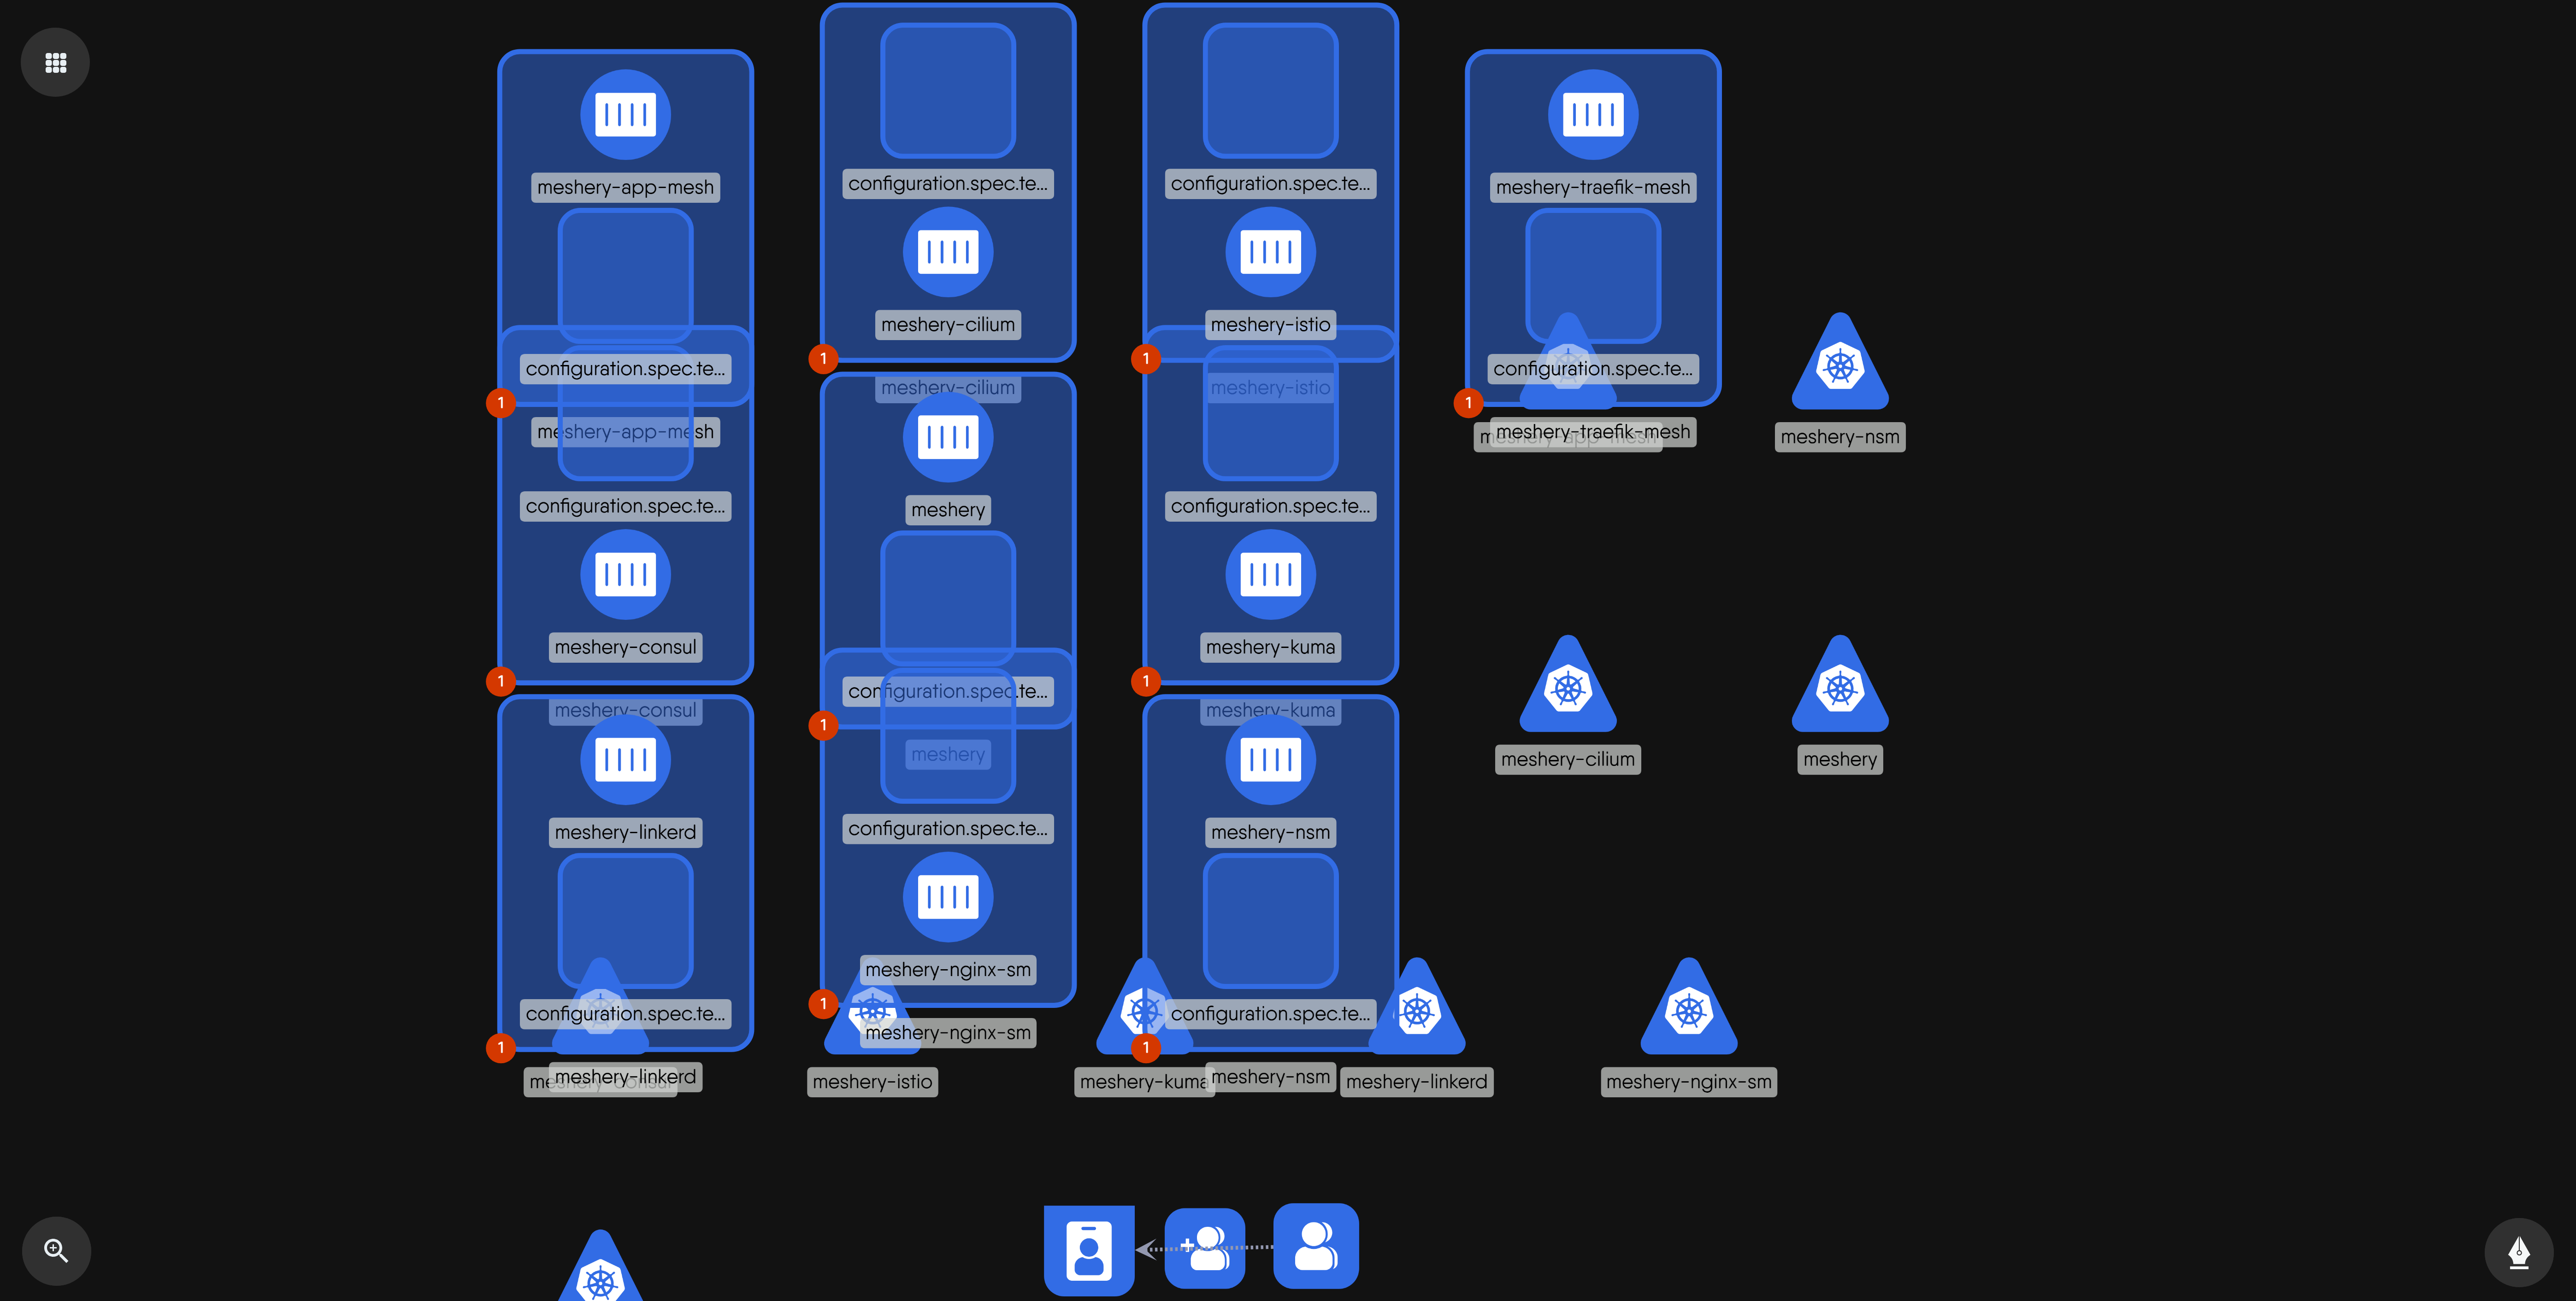 meshery-app-mesh
configuration.spec.te...
1
meshery-app-mesh
configuration.spec.te...
meshery-consul
1
meshery-consul
meshery-linkerd
configuration.spec.te...
1
meshery-consul
meshery-linkerd
configuration.spec.te...
meshery-cilium
1
meshery-cilium
meshery
configuration.spec.te...
1
meshery
configuration.spec.te...
meshery-nginx-sm
1
meshery-nginx-sm
meshery-istio
configuration.spec.te...
meshery-istio
1
meshery-istio
configuration.spec.te...
meshery-kuma
1
meshery-kuma
meshery-nsm
configuration.spec.te...
1
meshery-kuma
meshery-nsm
meshery-linkerd
meshery-traefik-mesh
configuration.spec.te...
1
meshery-app-mesh
meshery-traefik-mesh
meshery-nsm
meshery-cilium
meshery
meshery-nginx-sm